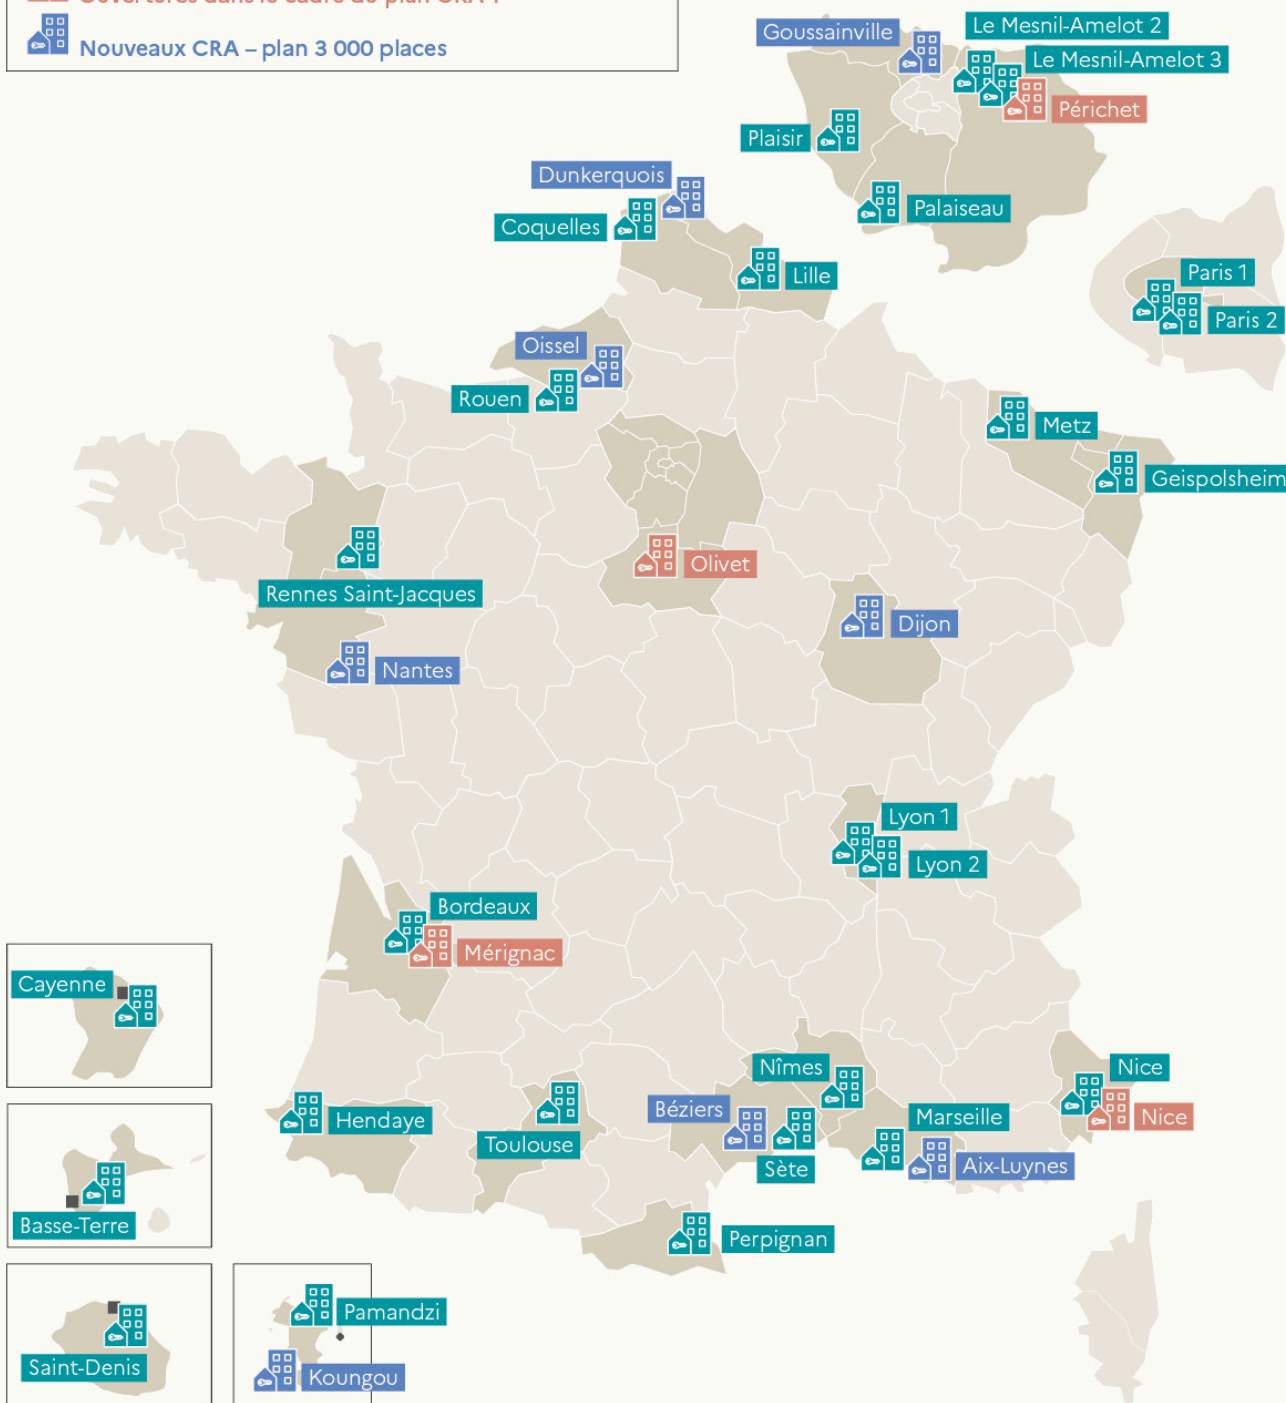 Nouveaux CRA – plan 3 000 places
Goussainville
Le Mesnil-Amelot 2
Le Mesnil-Amelot 3
Périchet
Plaisir
Palaiseau
Dunkerquois
Coquelles
Lille
Paris 1
Paris 2
Oissel
Rouen
Metz
Geispolsheim
Olivet
Rennes Saint-Jacques
Dijon
Nantes
Lyon 1
Lyon 2
Bordeaux
Mérignac
Cayenne
Nîmes
Nice
Béziers
Marseille
Nice
Hendaye
Toulouse
Sète
Aix-Luynes
Basse-Terre
Perpignan
Pamandzi
Saint-Denis
Koungou